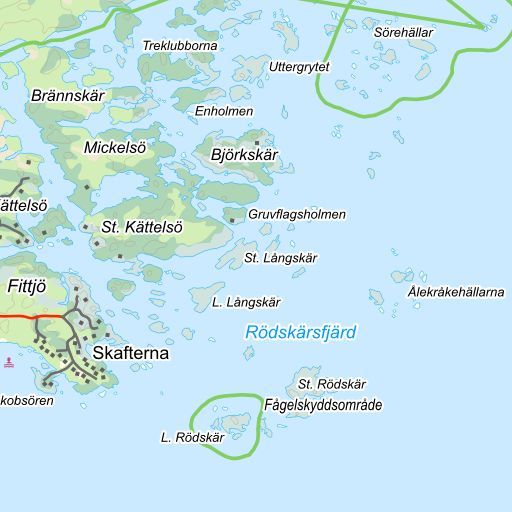 Sörehällar
Treklubborna
Uttergrytet
Brännskär
Enholmen
Mickelsö
Björkskär
ättelsö
Gruvflagsholmen
St. Kättelsö
St. Långskär
Fittjö
Ålekråkehällarna
L. Långskär
Rödskärsfjärd
Skafterna
St. Rödskär
kobsören
Fågelskyddsområde
L. Rödskär